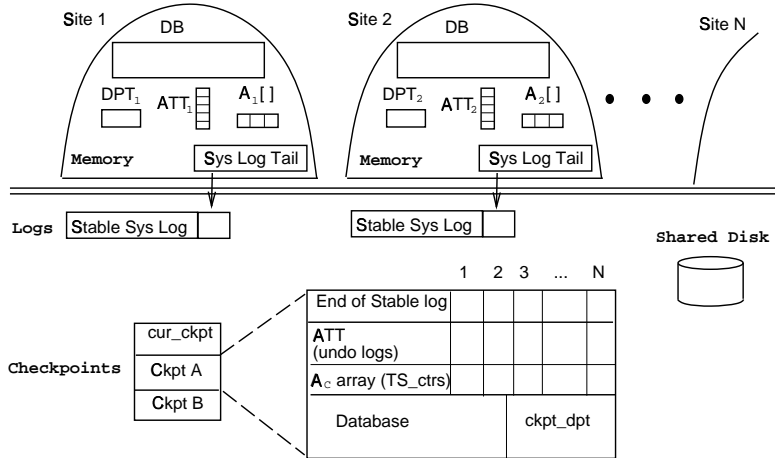 Site 1
DB
DPT1
ATT1
A1[]
Memory
Sys Log Tail
Site 2
DB
DPT2
ATT2
A2[]
Memory
Sys Log Tail
Site N
Logs
Stable Sys Log
Stable Sys Log
Shared Disk
1 2 3 ... N
End of Stable log
ATT
(undo logs)
Ac array (TS_ctrs)
Database
ckpt_dpt
Checkpoints
cur_ckpt
Ckpt A
Ckpt B